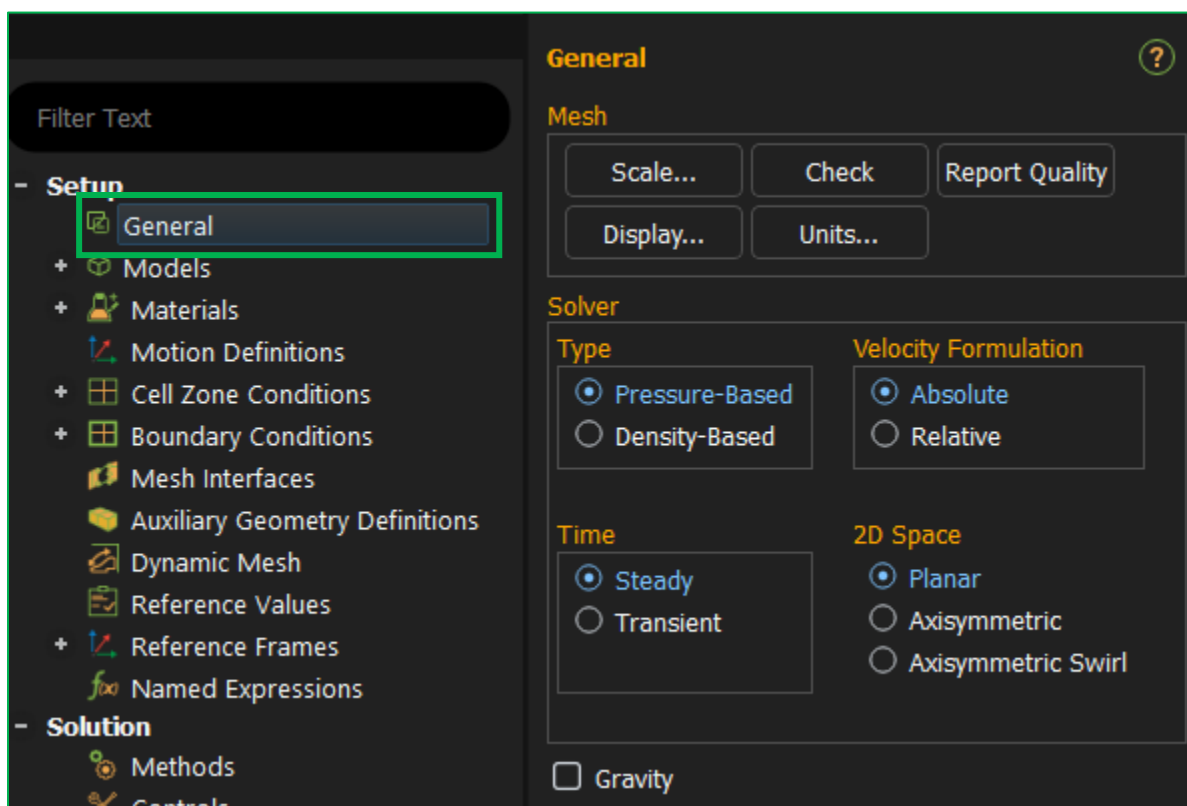 Filter Text
Setup
General
Models
Materials
Motion Definitions
Cell Zone Conditions
Boundary Conditions
Mesh Interfaces
Auxiliary Geometry Definitions
Dynamic Mesh
Reference Values
Reference Frames
f(x) Named Expressions
Solution
Methods
Controls
General
?
Mesh
Scale... Check Report Quality
Display... Units...
Solver
Type
Pressure-Based
Density-Based
Velocity Formulation
Absolute
Relative
Time
Steady
Transient
2D Space
Planar
Axisymmetric
Axisymmetric Swirl
Gravity